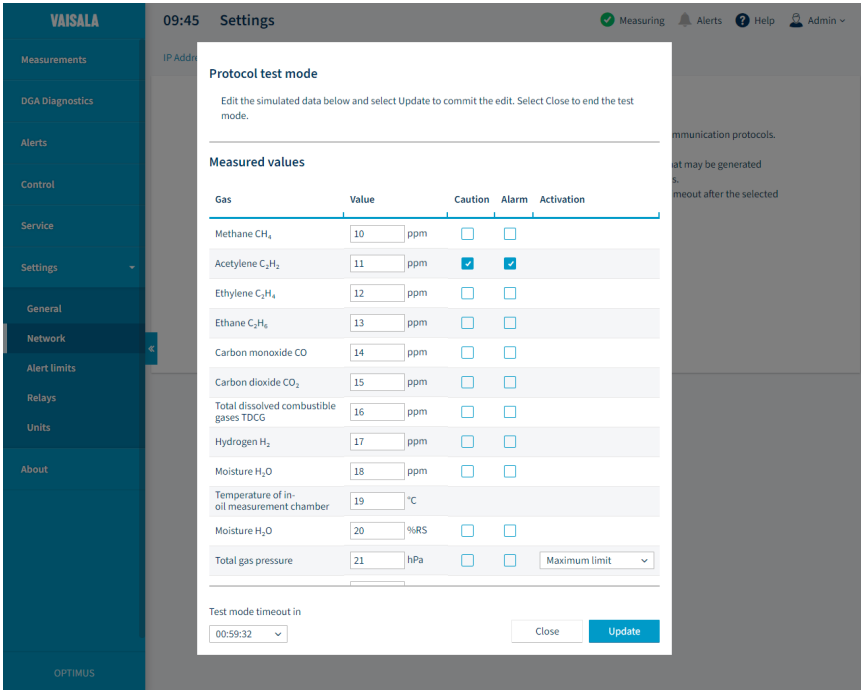 VAISALA
09:45 Settings
Measuring Alerts Help Admin
Measurements
DGA Diagnostics
Alerts
Control
Service
Settings
General
Network
Alert limits
Relays
Units
About
OPTIMUS
IP Addre
mmunication protocols.
at may be generated
s.
meout after the selected
Protocol test mode
Edit the simulated data below and select Update to commit the edit. Select Close to end the test
mode.
Measured values
Gas Value Caution Alarm Activation
Methane CH₄ 10 ppm
Acetylene C₂H₂ 11 ppm
Ethylene C₂H₄ 12 ppm
Ethane C₂H₆ 13 ppm
Carbon monoxide CO 14 ppm
Carbon dioxide CO₂ 15 ppm
Total dissolved combustible
gases TDCG 16 ppm
Hydrogen H₂ 17 ppm
Moisture H₂O 18 ppm
Temperature of in-
oil measurement chamber 19 °C
Moisture H₂O 20 %RS
Total gas pressure 21 hPa Maximum limit
Test mode timeout in
00:59:32
Close Update